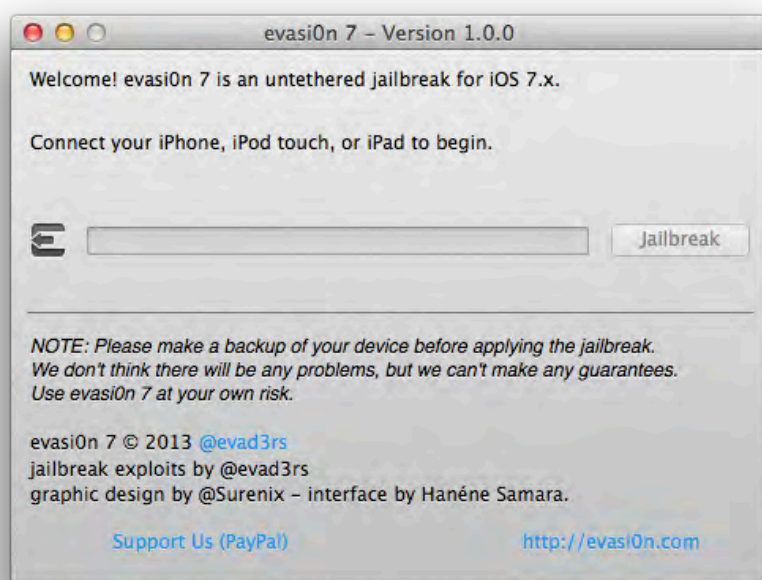 evasi0n 7 – Version 1.0.0
Welcome! evasi0n 7 is an untethered jailbreak for iOS 7.x.
Connect your iPhone, iPod touch, or iPad to begin.
Jailbreak
NOTE: Please make a backup of your device before applying the jailbreak.
We don't think there will be any problems, but we can't make any guarantees.
Use evasi0n 7 at your own risk.
evasi0n 7 © 2013 @evad3rs
jailbreak exploits by @evad3rs
graphic design by @Surenix – interface by Hanéne Samara.
Support Us (PayPal)
http://evasi0n.com